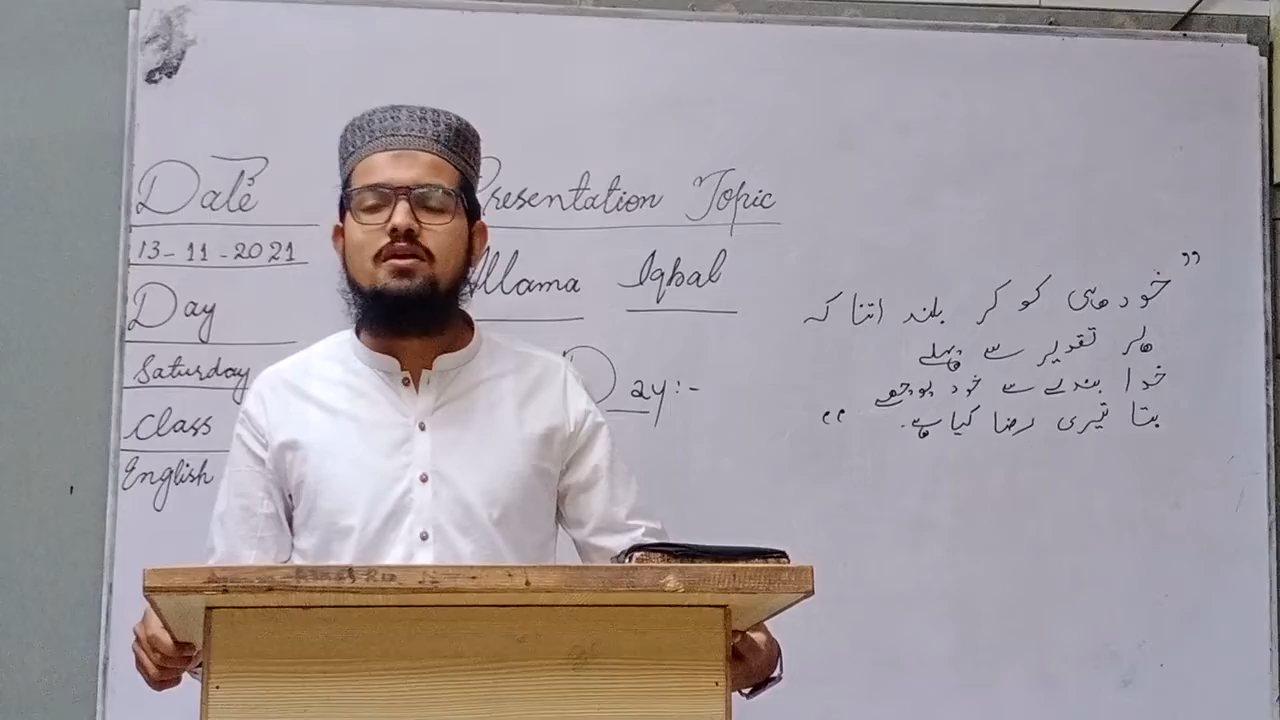 Date
13-11-2021
Day
Saturday
Class
English
Presentation Topic
Allama Iqbal
Day:-
”خودہی کو کر بلند اتنا کہ
ہر تقدیر سے پہلے
خدا بندے سے خود پوچھے
بتا تیری رضا کیا ہے.“